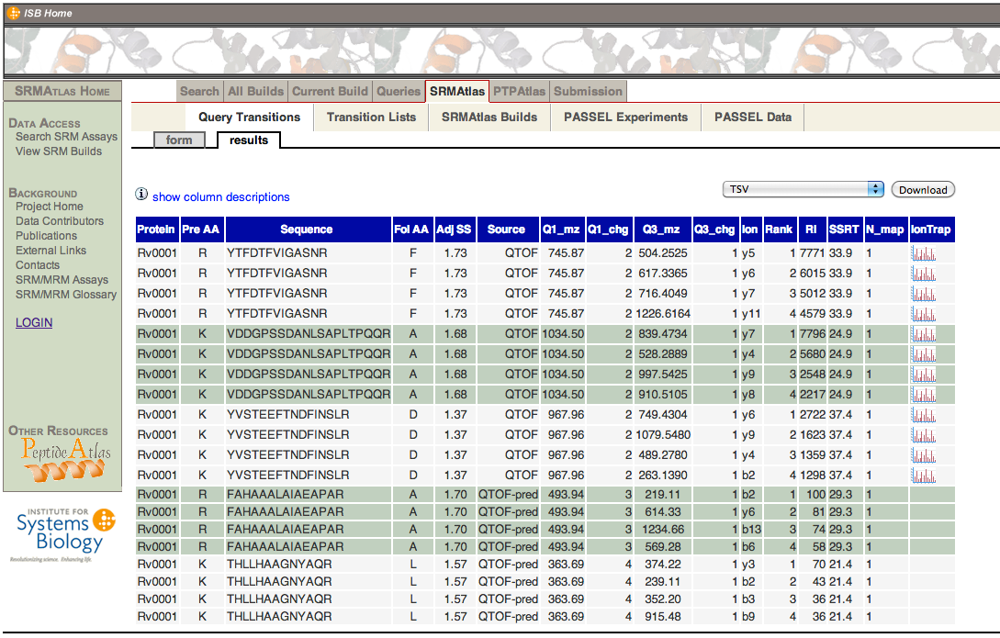 ISB Home
SRMAtlas Home
Search All Builds Current Build Queries SRMAtlas PTPAtlas Submission
Query Transitions Transition Lists SRMAtlas Builds PASSEL Experiments PASSEL Data
form results
Data Access
Search SRM Assays
View SRM Builds
Background
Project Home
Data Contributors
Publications
External Links
Contacts
SRM/MRM Assays
SRM/MRM Glossary
LOGIN
Other Resources
PeptideAtlas
INSTITUTE FOR
Systems
Biology
Revolutionizing science. Enhancing life.
show column descriptions
TSV Download
Protein Pre AA Sequence Fol AA Adj SS Source Q1_mz Q1_chg Q3_mz Q3_chg Ion Rank RI SSRT N_map IonTrap
Rv0001 R YTFDTFVIGASNR F 1.73 QTOF 745.87 2 504.2525 1 y5 1 7771 33.9 1
Rv0001 R YTFDTFVIGASNR F 1.73 QTOF 745.87 2 617.3365 1 y6 2 6015 33.9 1
Rv0001 R YTFDTFVIGASNR F 1.73 QTOF 745.87 2 716.4049 1 y7 3 5012 33.9 1
Rv0001 R YTFDTFVIGASNR F 1.73 QTOF 745.87 2 1226.6164 1 y11 4 4579 33.9 1
Rv0001 K VDDGPSSDANLSAPLTPQQR A 1.68 QTOF 1034.50 2 839.4734 1 y7 1 7796 24.9 1
Rv0001 K VDDGPSSDANLSAPLTPQQR A 1.68 QTOF 1034.50 2 528.2889 1 y4 2 5680 24.9 1
Rv0001 K VDDGPSSDANLSAPLTPQQR A 1.68 QTOF 1034.50 2 997.5425 1 y9 3 2548 24.9 1
Rv0001 K VDDGPSSDANLSAPLTPQQR A 1.68 QTOF 1034.50 2 910.5105 1 y8 4 2217 24.9 1
Rv0001 K YVSTEEFTNDFINSLR D 1.37 QTOF 967.96 2 749.4304 1 y6 1 2722 37.4 1
Rv0001 K YVSTEEFTNDFINSLR D 1.37 QTOF 967.96 2 1079.5480 1 y9 2 1623 37.4 1
Rv0001 K YVSTEEFTNDFINSLR D 1.37 QTOF 967.96 2 489.2780 1 y4 3 1359 37.4 1
Rv0001 K YVSTEEFTNDFINSLR D 1.37 QTOF 967.96 2 263.1390 1 b2 4 1298 37.4 1
Rv0001 R FAHAAALAIAEAPAR A 1.70 QTOF-pred 493.94 3 219.11 1 b2 1 100 29.3 1
Rv0001 R FAHAAALAIAEAPAR A 1.70 QTOF-pred 493.94 3 614.33 1 y6 2 81 29.3 1
Rv0001 R FAHAAALAIAEAPAR A 1.70 QTOF-pred 493.94 3 1234.66 1 b13 3 74 29.3 1
Rv0001 R FAHAAALAIAEAPAR A 1.70 QTOF-pred 493.94 3 569.28 1 b6 4 58 29.3 1
Rv0001 K THLLHAAGNYAQR L 1.57 QTOF-pred 363.69 4 374.22 1 y3 1 70 21.4 1
Rv0001 K THLLHAAGNYAQR L 1.57 QTOF-pred 363.69 4 239.11 1 b2 2 43 21.4 1
Rv0001 K THLLHAAGNYAQR L 1.57 QTOF-pred 363.69 4 352.20 1 b3 3 36 21.4 1
Rv0001 K THLLHAAGNYAQR L 1.57 QTOF-pred 363.69 4 915.48 1 b9 4 36 21.4 1